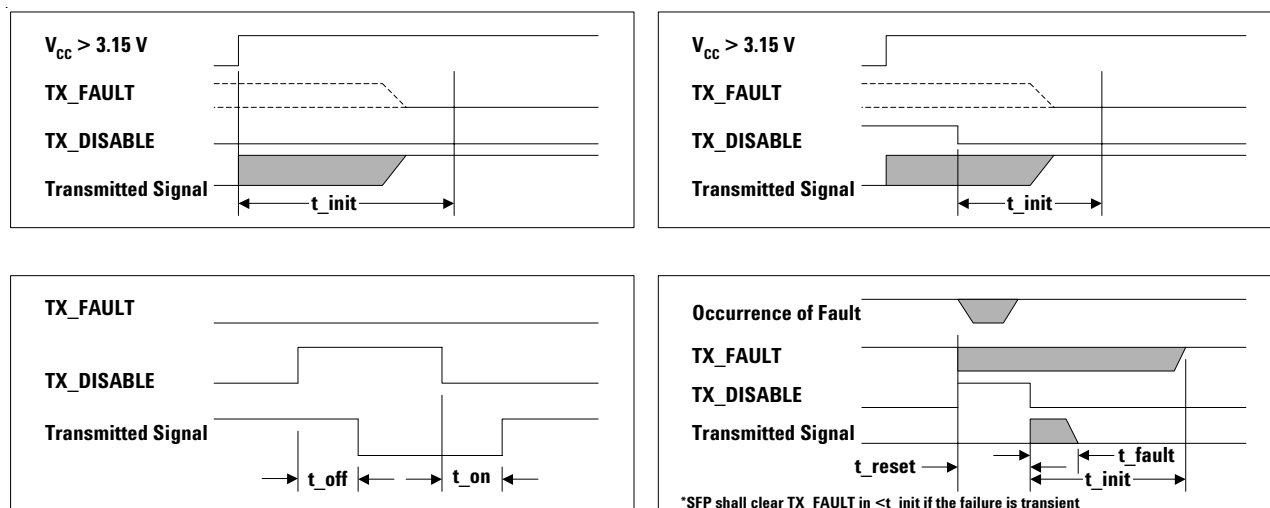 V_CC > 3.15 V
TX_FAULT
TX_DISABLE
Transmitted Signal
t_init
V_CC > 3.15 V
TX_FAULT
TX_DISABLE
Transmitted Signal
t_init
TX_FAULT
TX_DISABLE
Transmitted Signal
t_off
t_on
Occurrence of Fault
TX_FAULT
TX_DISABLE
Transmitted Signal
t_reset
t_fault
t_init
*SFP shall clear TX_FAULT in <t_init if the failure is transient